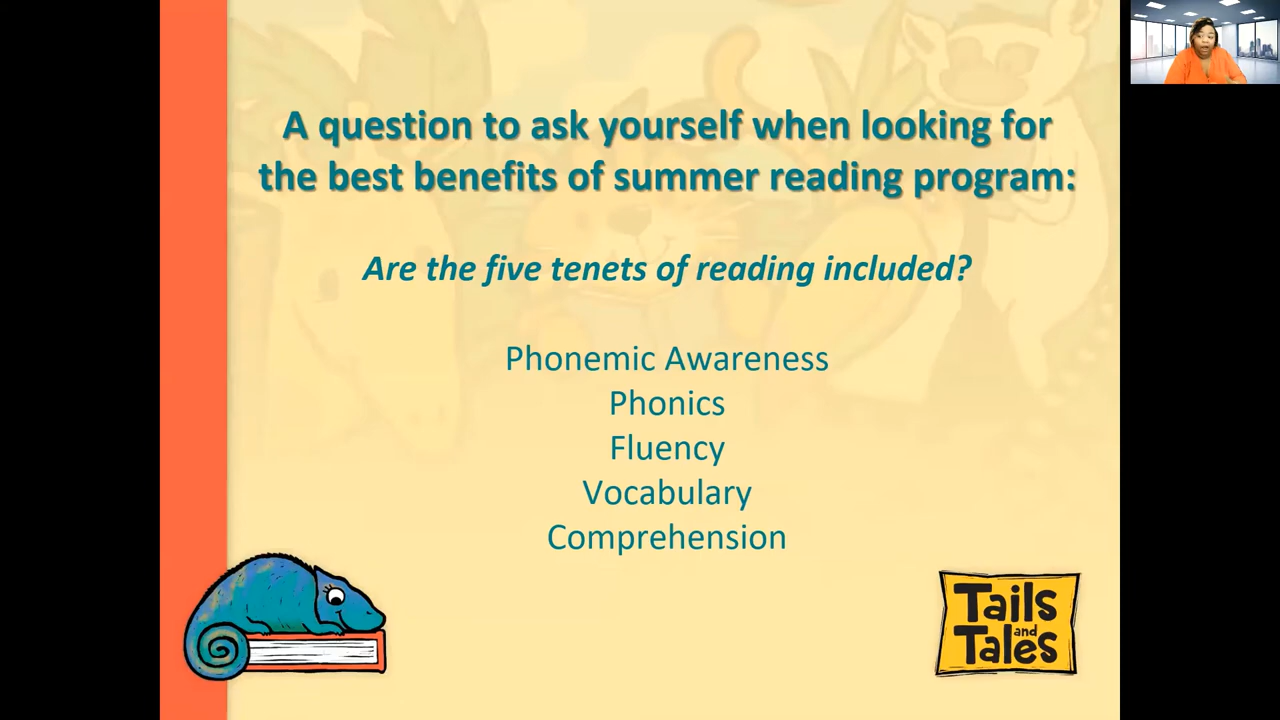 A question to ask yourself when looking for
the best benefits of summer reading program:
Are the five tenets of reading included?
Phonemic Awareness
Phonics
Fluency
Vocabulary
Comprehension
Tails
and
Tales